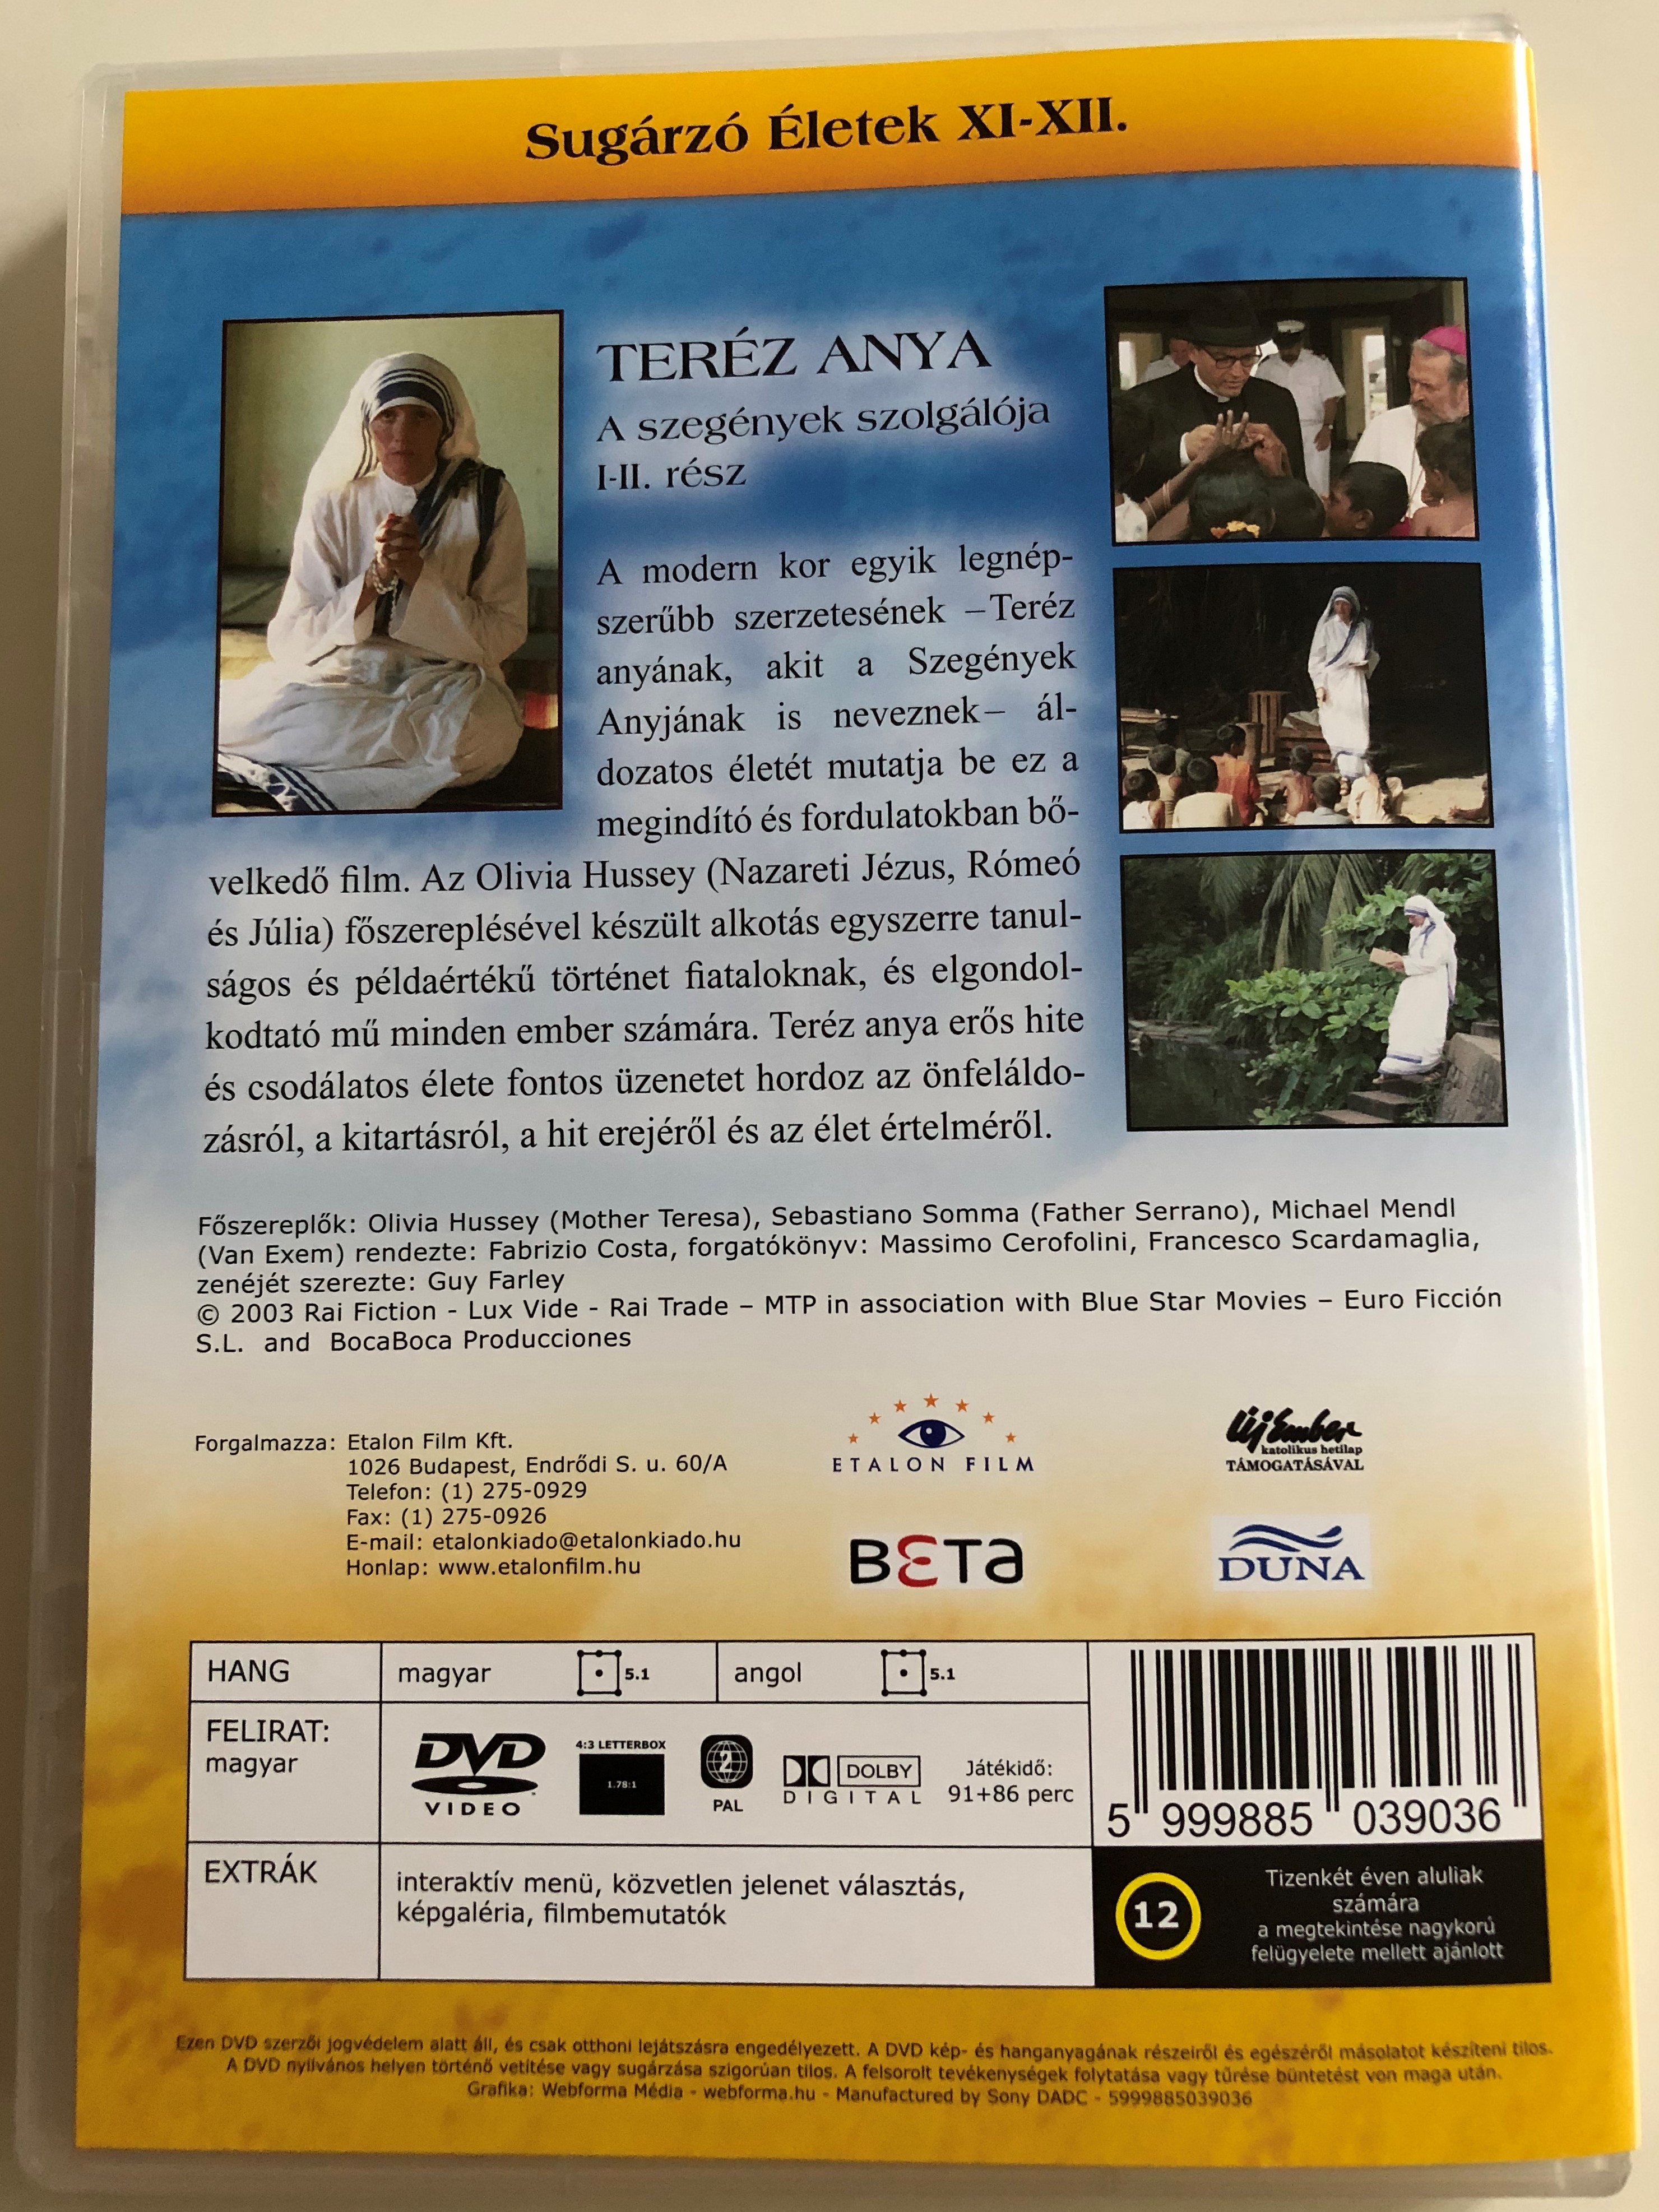 Sugárzó Életek XI-XII.
TERÉZ ANYA
A szegények szolgálója
I-II. rész
A modern kor egyik legnép-
szerűbb szerzetesének –Teréz
anyának, akit a Szegények
Anyjának is neveznek– ál-
dozatos életét mutatja be ez a
megindító és fordulatokban bő-
velkedő film. Az Olivia Hussey (Nazareti Jézus, Rómeó
és Júlia) főszereplésével készült alkotás egyszerre tanul-
ságos és példaértékű történet fiataloknak, és elgondol-
kodtató mű minden ember számára. Teréz anya erős hite
és csodálatos élete fontos üzenetet hordoz az önfeláldo-
zásról, a kitartásról, a hit erejéről és az élet értelméről.
Főszereplők: Olivia Hussey (Mother Teresa), Sebastiano Somma (Father Serrano), Michael Mendl
(Van Exem) rendezte: Fabrizio Costa, forgatókönyv: Massimo Cerofolini, Francesco Scardamaglia,
zenéjét szerezte: Guy Farley
© 2003 Rai Fiction - Lux Vide - Rai Trade – MTP in association with Blue Star Movies – Euro Ficción
S.L. and BocaBoca Producciones
Forgalmazza: Etalon Film Kft.
1026 Budapest, Endrődi S. u. 60/A
Telefon: (1) 275-0929
Fax: (1) 275-0926
E-mail: etalonkiado@etalonkiado.hu
Honlap: www.etalonfilm.hu
ETALON FILM
Új Ember
katolikus hetilap
TÁMOGATÁSÁVAL
BETa
DUNA
HANG magyar 5.1 angol 5.1
FELIRAT:
magyar
DVD
VIDEO
4:3 LETTERBOX
1.78:1
2
PAL
DOLBY
DIGITAL
Játékidő:
91+86 perc
5 999885 039036
EXTRÁK
interaktív menü, közvetlen jelenet választás,
képgaléria, filmbemutatók
12
Tizenkét éven aluliak
számára
a megtekintése nagykorú
felügyelete mellett ajánlott
Ezen DVD szerzői jogvédelem alatt áll, és csak otthoni lejátszásra engedélyezett. A DVD kép- és hanganyagának részeiről és egészéről másolatot készíteni tilos.
A DVD nyilvános helyen történő vetítése vagy sugárzása szigorúan tilos. A felsorolt tevékenységek folytatása vagy tűrése büntetést von maga után.
Grafika: Webforma Média - webforma.hu - Manufactured by Sony DADC - 5999885039036